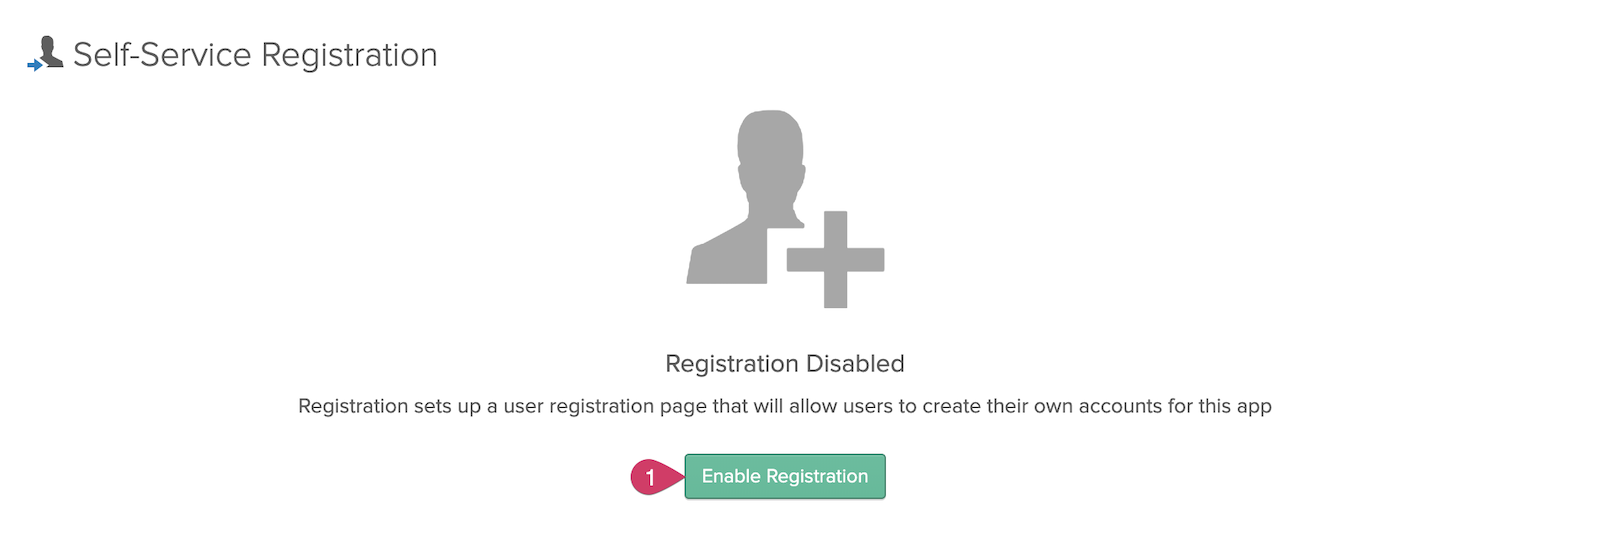 Self-Service Registration
Registration Disabled
Registration sets up a user registration page that will allow users to create their own accounts for this app
1 Enable Registration